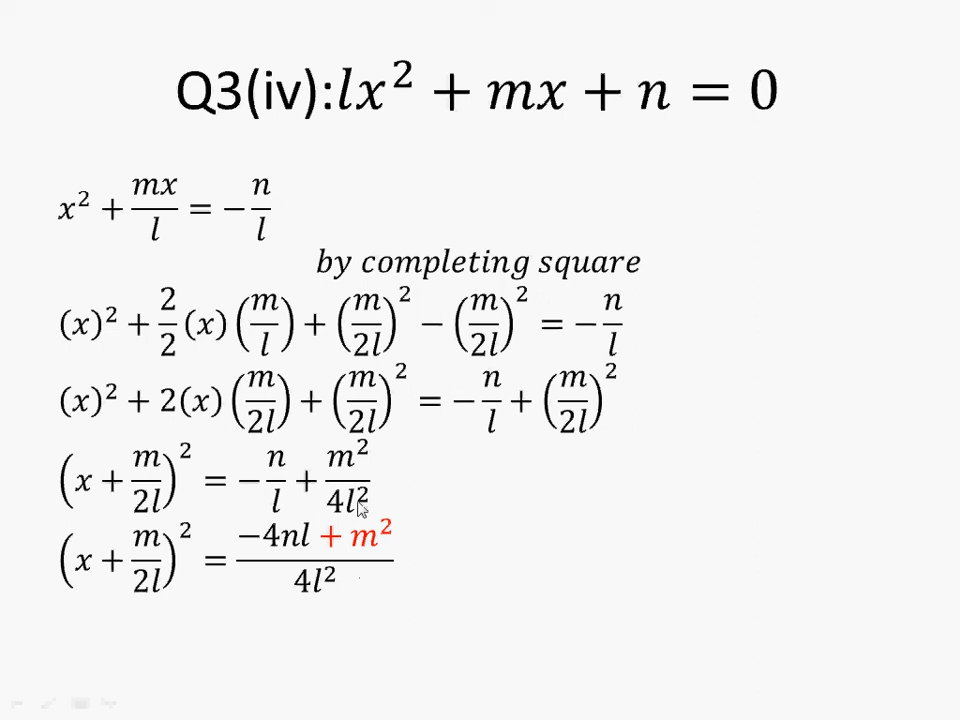 Q3(iv):lx² + mx + n = 0
x² + mx/l = −n/l
by completing square
(x)² + 2/2 (x)(m/l) + (m/2l)² − (m/2l)² = −n/l
(x)² + 2(x)(m/2l) + (m/2l)² = −n/l + (m/2l)²
(x + m/2l)² = −n/l + m²/4l²
(x + m/2l)² = (−4nl + m²)/4l²